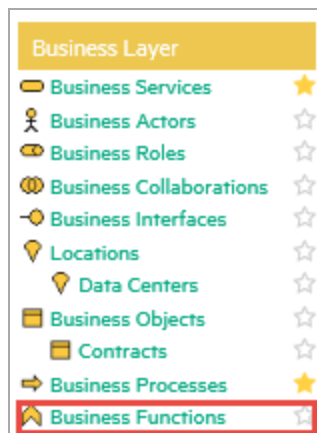 Business Layer
Business Services
Business Actors
Business Roles
Business Collaborations
Business Interfaces
Locations
Data Centers
Business Objects
Contracts
Business Processes
Business Functions